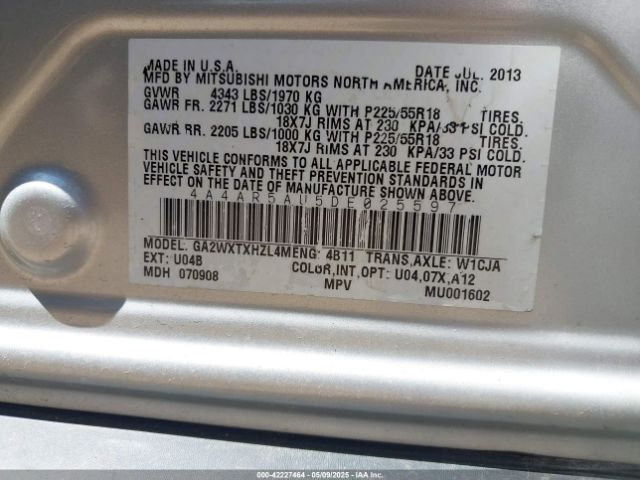 MADE IN U.S.A. DATE JUL. 2013
MFD BY MITSUBISHI MOTORS NORTH AMERICA, INC.
GVWR 4343 LBS/1970 KG
GAWR FR. 2271 LBS/1030 KG WITH P225/55R18 TIRES.
18X7J RIMS AT 230 KPA/33 PSI COLD.
GAWR RR. 2205 LBS/1000 KG WITH P225/55R18 TIRES.
18X7J RIMS AT 230 KPA/33 PSI COLD.
THIS VEHICLE CONFORMS TO ALL APPLICABLE FEDERAL MOTOR
VEHICLE SAFETY AND THEFT PREVENTION STANDARDS IN
EFFECT ON THE DATE OF MANUFACTURE SHOWN ABOVE.
4A4AR5AU5DE025597
MODEL: GA2WXTXHZL4MENG: 4B11 TRANS,AXLE: W1CJA
EXT: U04B COLOR,INT,OPT: U04,07X,A12
MDH 070908 MPV MU001602
000-42227464 | 05/09/2025 - IAAI.COM